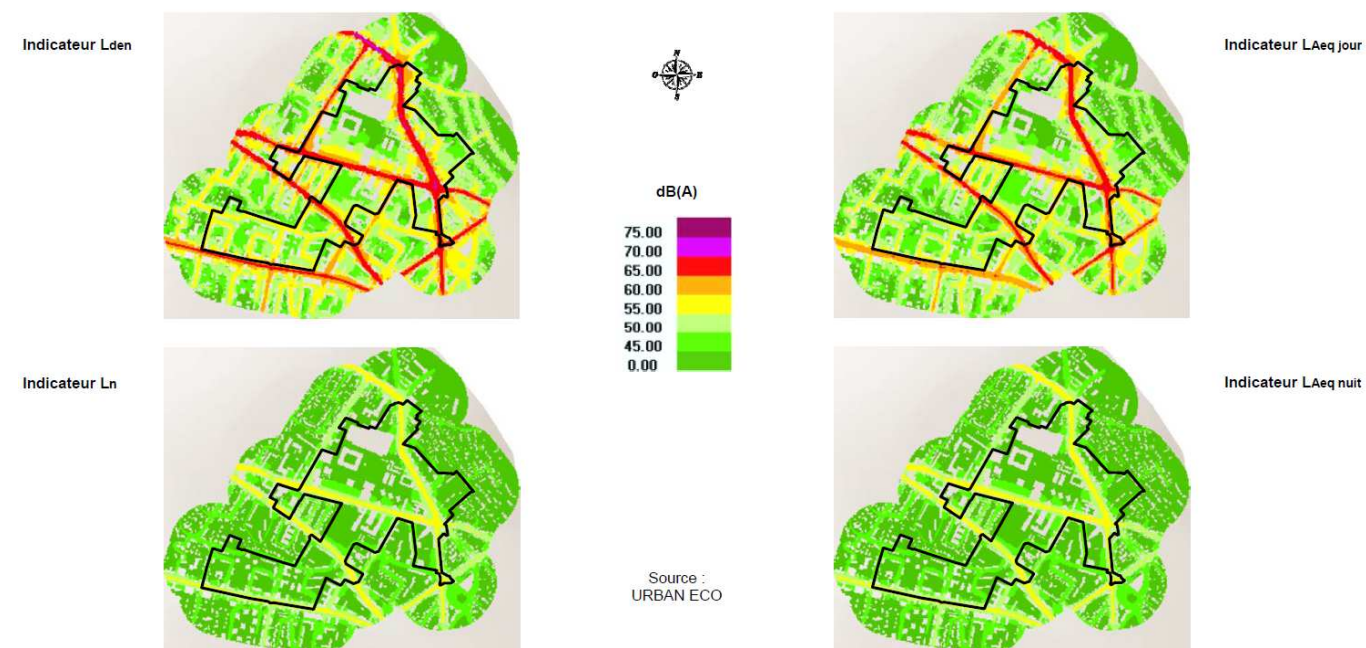 Indicateur Lden
Indicateur LAeq jour
N
O
E
S
dB(A)
75.00
70.00
65.00
60.00
55.00
50.00
45.00
0.00
Indicateur Ln
Indicateur LAeq nuit
Source :
URBAN ECO